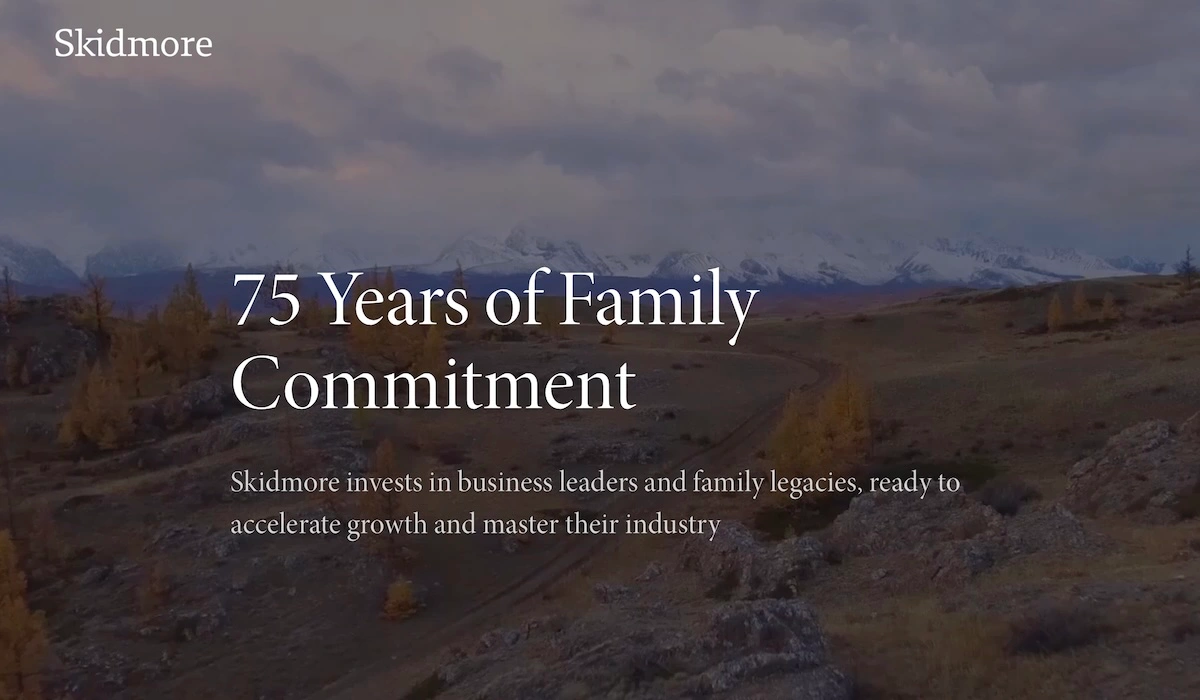 Skidmore
75 Years of Family
Commitment
Skidmore invests in business leaders and family legacies, ready to
accelerate growth and master their industry